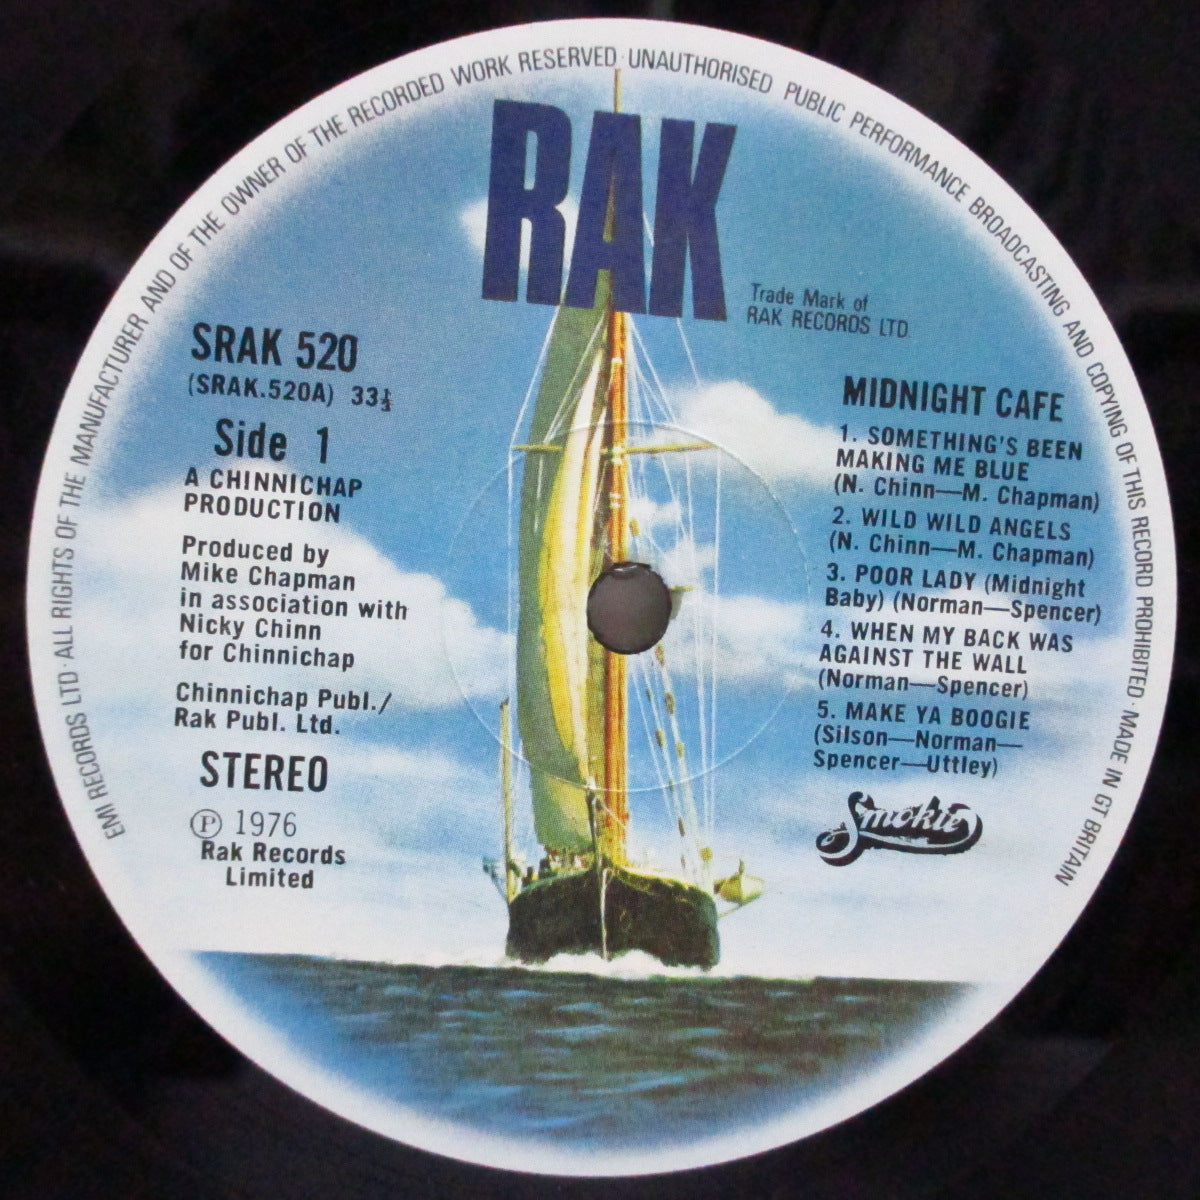 EMI RECORDS LTD · ALL RIGHTS OF THE MANUFACTURER AND OF THE OWNER OF THE RECORDED WORK RESERVED · UNAUTHORISED PUBLIC PERFORMANCE BROADCASTING AND COPYING OF THIS RECORD PROHIBITED · MADE IN GT BRITAIN
RAK
Trade Mark of
RAK RECORDS LTD
SRAK 520
(SRAK.520A) 33⅓
Side 1
A CHINNICHAP
PRODUCTION
Produced by
Mike Chapman
in association with
Nicky Chinn
for Chinnichap
Chinnichap Publ./
Rak Publ. Ltd.
STEREO
℗ 1976
Rak Records
Limited
MIDNIGHT CAFE
1. SOMETHING'S BEEN
MAKING ME BLUE
(N. Chinn—M. Chapman)
2. WILD WILD ANGELS
(N. Chinn—M. Chapman)
3. POOR LADY (Midnight
Baby) (Norman—Spencer)
4. WHEN MY BACK WAS
AGAINST THE WALL
(Norman—Spencer)
5. MAKE YA BOOGIE
(Silson—Norman—
Spencer—Uttley)
Smokie